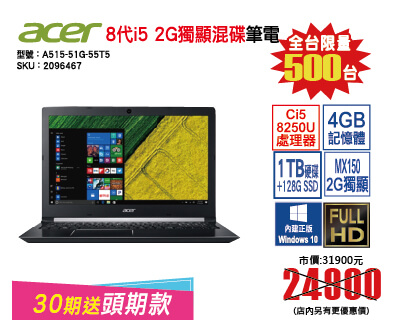 acer 8代i5 2G獨顯混碟筆電
型號：A515-51G-55T5
SKU：2096467
全台限量
500台
Ci5
8250U
處理器
4GB
記憶體
1TB硬碟
+128G SSD
MX150
2G獨顯
內建正版
Windows 10
FULL
HD
acer
市價:31900元
24800
(店內另有更優惠價)
30期送頭期款